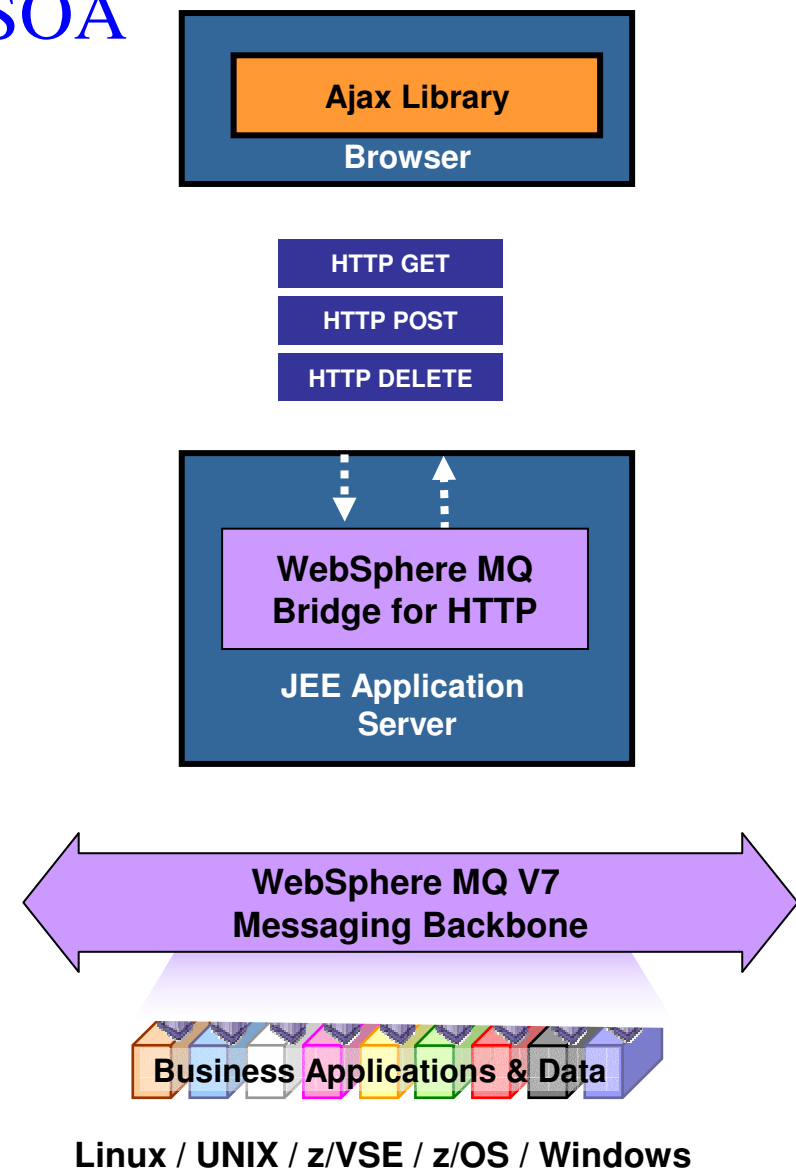 SOA
Ajax Library
Browser
HTTP GET
HTTP POST
HTTP DELETE
WebSphere MQ
Bridge for HTTP
JEE Application
Server
WebSphere MQ V7
Messaging Backbone
Business Applications & Data
Linux / UNIX / z/VSE / z/OS / Windows